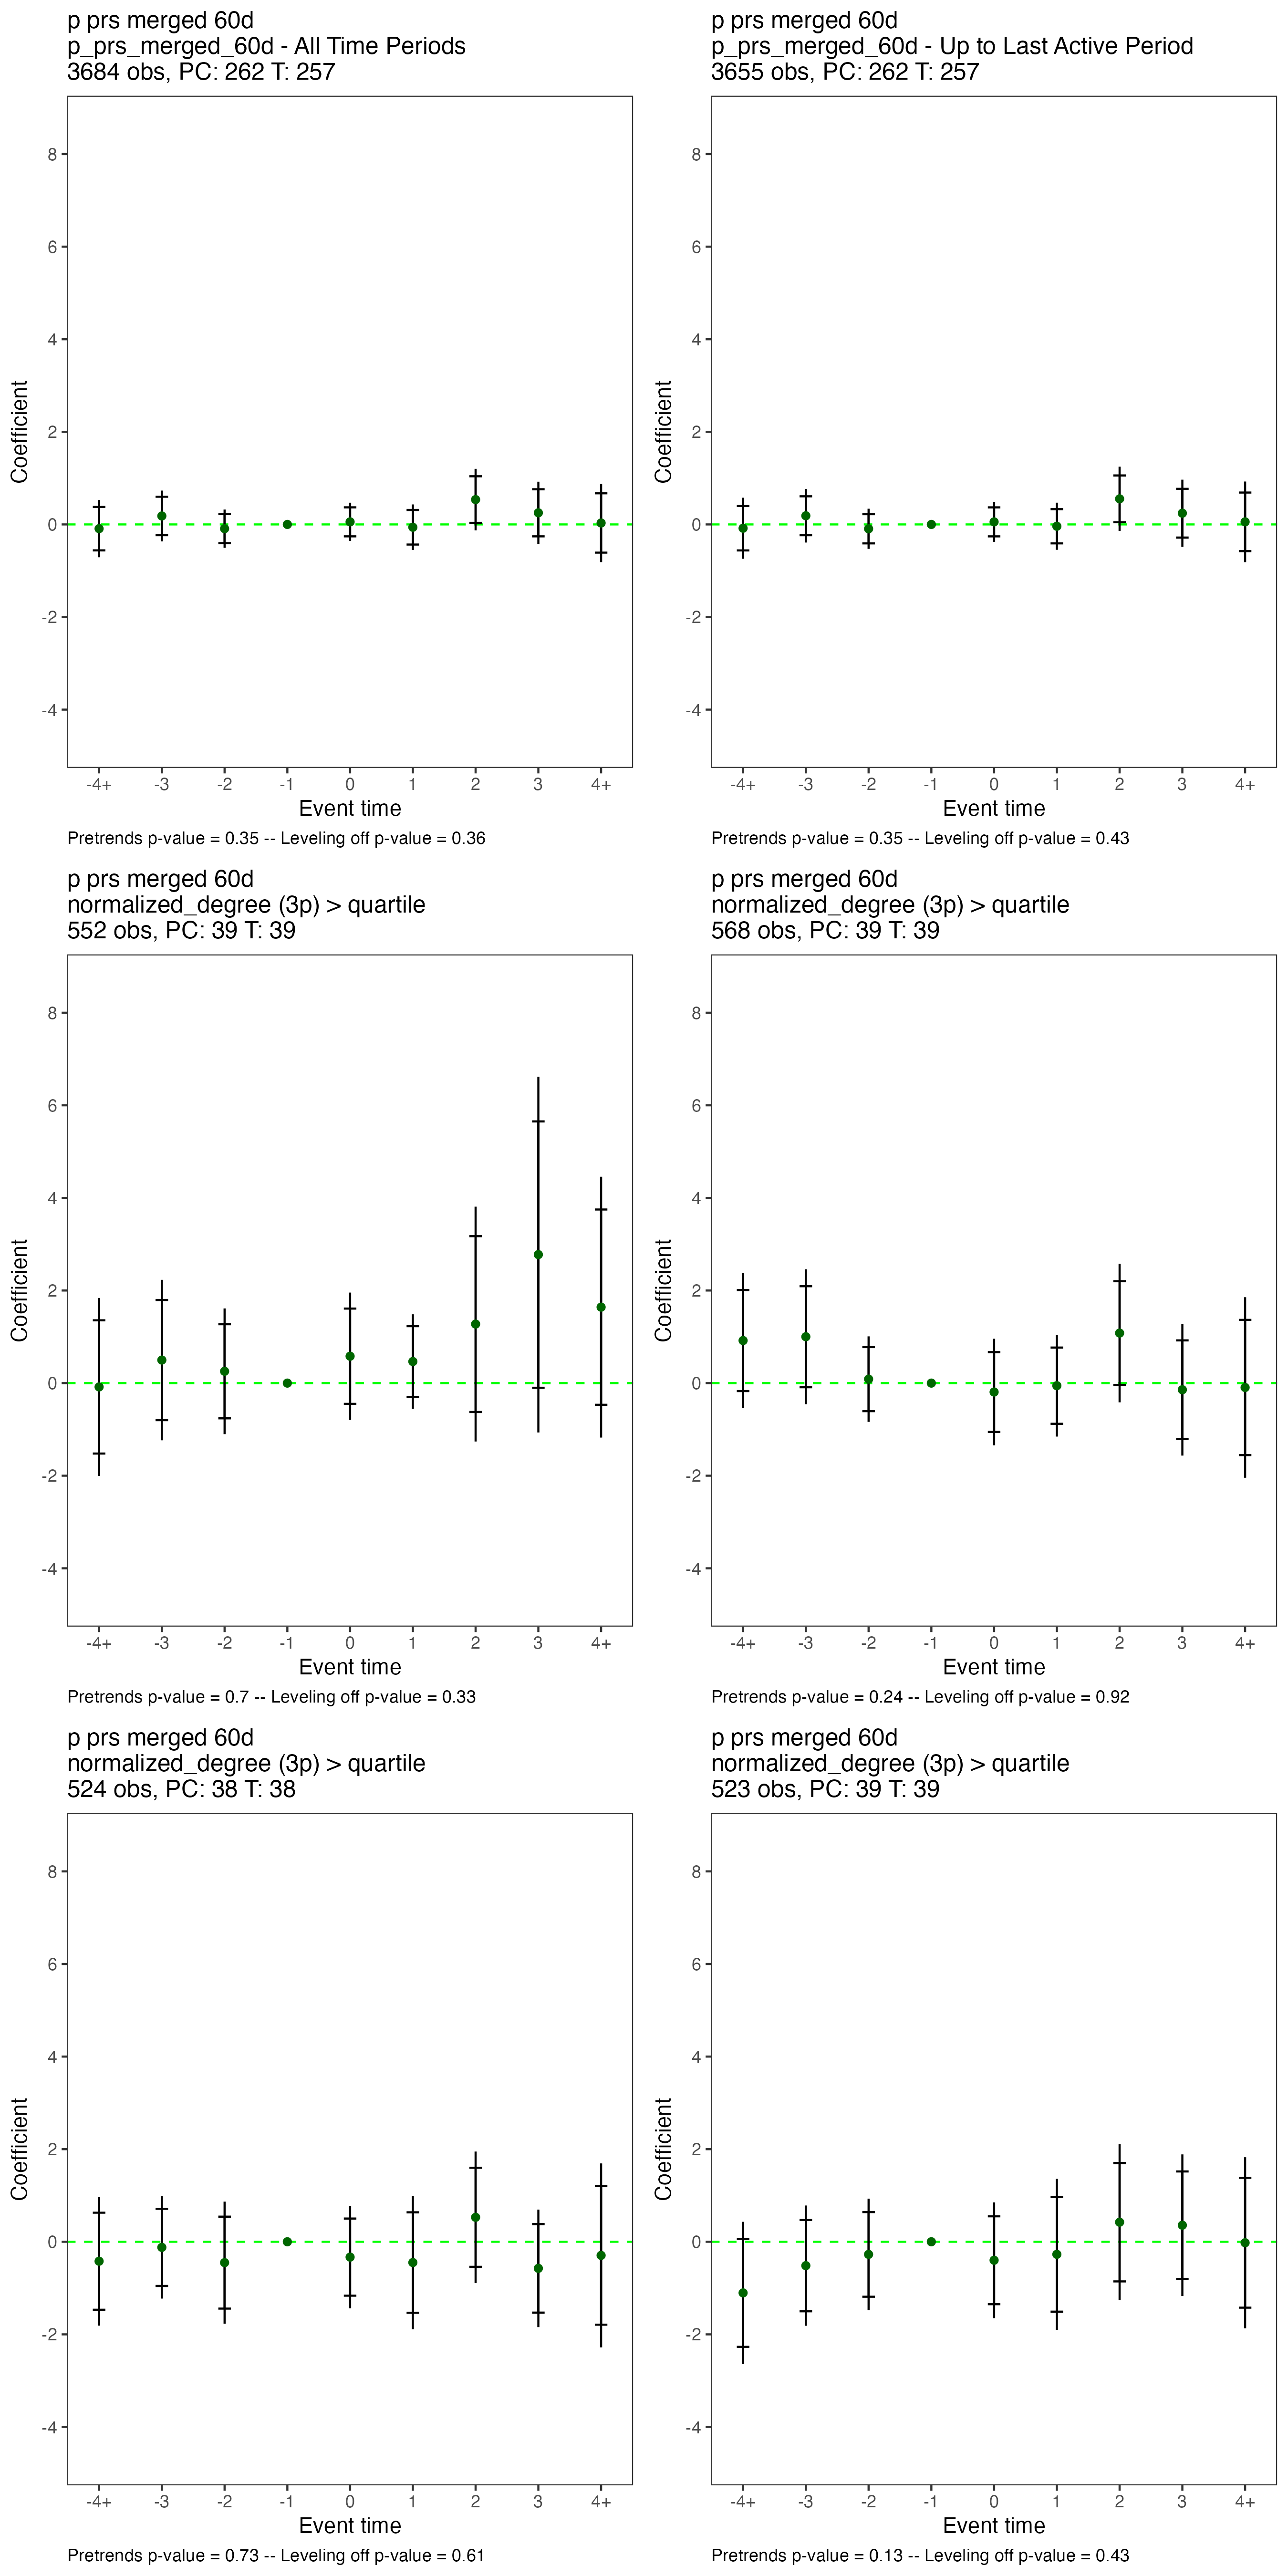 p prs merged 60d
p_prs_merged_60d - All Time Periods
3684 obs, PC: 262 T: 257
Coefficient
8
6
4
2
0
-2
-4
-4+ -3 -2 -1 0 1 2 3 4+
Event time
Pretrends p-value = 0.35 -- Leveling off p-value = 0.36
p prs merged 60d
p_prs_merged_60d - Up to Last Active Period
3655 obs, PC: 262 T: 257
Coefficient
8
6
4
2
0
-2
-4
-4+ -3 -2 -1 0 1 2 3 4+
Event time
Pretrends p-value = 0.35 -- Leveling off p-value = 0.43
p prs merged 60d
normalized_degree (3p) > quartile
552 obs, PC: 39 T: 39
Coefficient
8
6
4
2
0
-2
-4
-4+ -3 -2 -1 0 1 2 3 4+
Event time
Pretrends p-value = 0.7 -- Leveling off p-value = 0.33
p prs merged 60d
normalized_degree (3p) > quartile
568 obs, PC: 39 T: 39
Coefficient
8
6
4
2
0
-2
-4
-4+ -3 -2 -1 0 1 2 3 4+
Event time
Pretrends p-value = 0.24 -- Leveling off p-value = 0.92
p prs merged 60d
normalized_degree (3p) > quartile
524 obs, PC: 38 T: 38
Coefficient
8
6
4
2
0
-2
-4
-4+ -3 -2 -1 0 1 2 3 4+
Event time
Pretrends p-value = 0.73 -- Leveling off p-value = 0.61
p prs merged 60d
normalized_degree (3p) > quartile
523 obs, PC: 39 T: 39
Coefficient
8
6
4
2
0
-2
-4
-4+ -3 -2 -1 0 1 2 3 4+
Event time
Pretrends p-value = 0.13 -- Leveling off p-value = 0.43